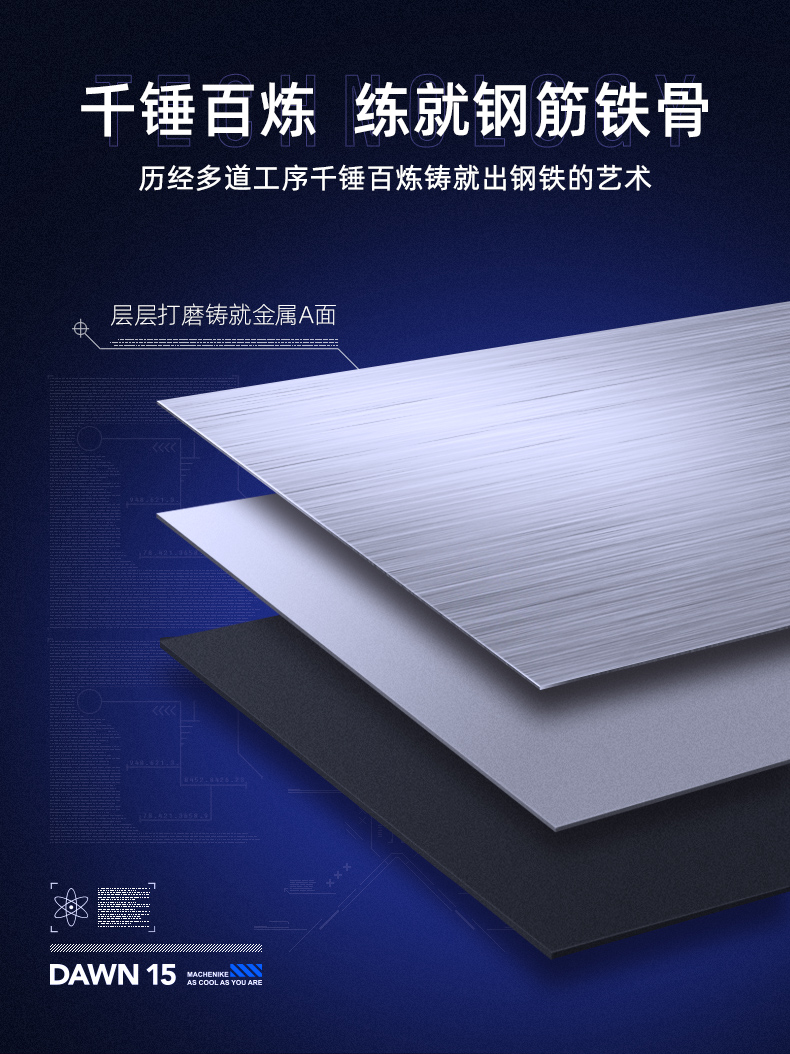 TECHNOLOGY
千锤百炼 练就钢筋铁骨
历经多道工序千锤百炼铸就出钢铁的艺术
层层打磨铸就金属A面
DAWN 15
MACHENIKE
AS COOL AS YOU ARE